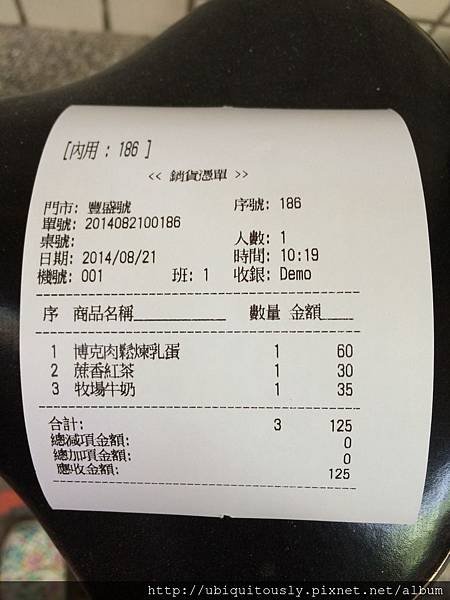 [內用 : 186 ]
<< 銷貨憑單 >>
門市: 豐盛號 序號: 186
單號: 2014082100186
桌號: 人數: 1
日期: 2014/08/21 時間: 10:19
機號: 001 班: 1 收銀: Demo
序 商品名稱 數量 金額
1 博克肉鬆煉乳蛋 1 60
2 蔗香紅茶 1 30
3 牧場牛奶 1 35
合計: 3 125
總減項金額: 0
總加項金額: 0
應收金額: 125
http://ubiquitously.pixnet.net/album